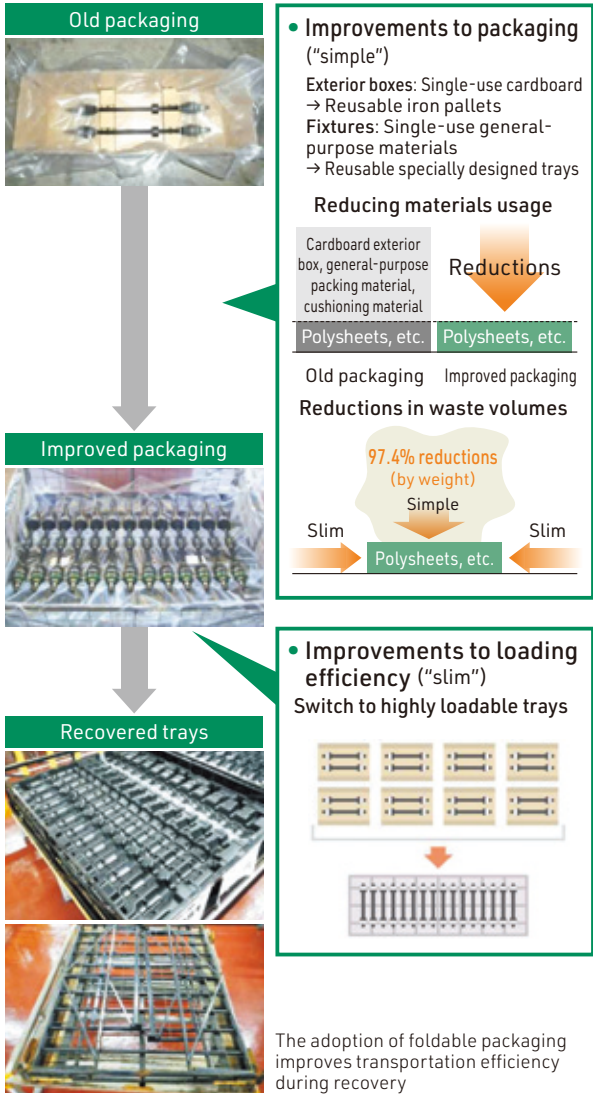 Old packaging
• Improvements to packaging
(“simple”)
Exterior boxes: Single-use cardboard
→ Reusable iron pallets
Fixtures: Single-use general-
purpose materials
→ Reusable specially designed trays
Reducing materials usage
Cardboard exterior
box, general-purpose
packing material,
cushioning material
Reductions
Polysheets, etc.
Polysheets, etc.
Old packaging
Improved packaging
Reductions in waste volumes
97.4% reductions
(by weight)
Simple
Slim
Slim
Polysheets, etc.
Improved packaging
• Improvements to loading
efficiency (“slim”)
Switch to highly loadable trays
Recovered trays
The adoption of foldable packaging
improves transportation efficiency
during recovery